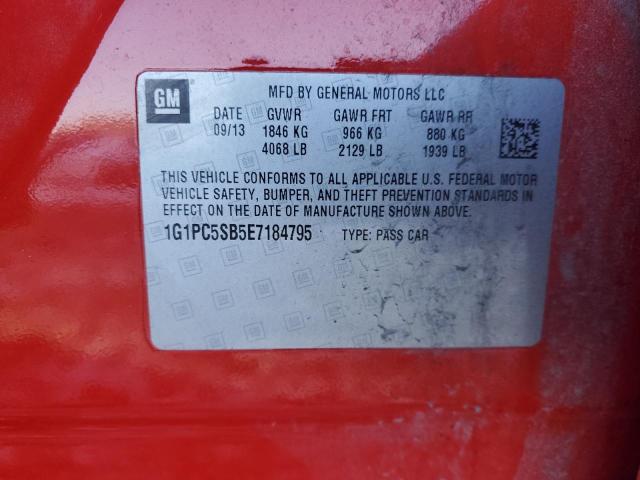 GM
MFD BY GENERAL MOTORS LLC
DATE GVWR GAWR FRT GAWR RR
09/13 1846 KG 966 KG 880 KG
4068 LB 2129 LB 1939 LB
THIS VEHICLE CONFORMS TO ALL APPLICABLE U.S. FEDERAL MOTOR
VEHICLE SAFETY, BUMPER, AND THEFT PREVENTION STANDARDS IN
EFFECT ON THE DATE OF MANUFACTURE SHOWN ABOVE.
1G1PC5SB5E7184795 TYPE: PASS CAR